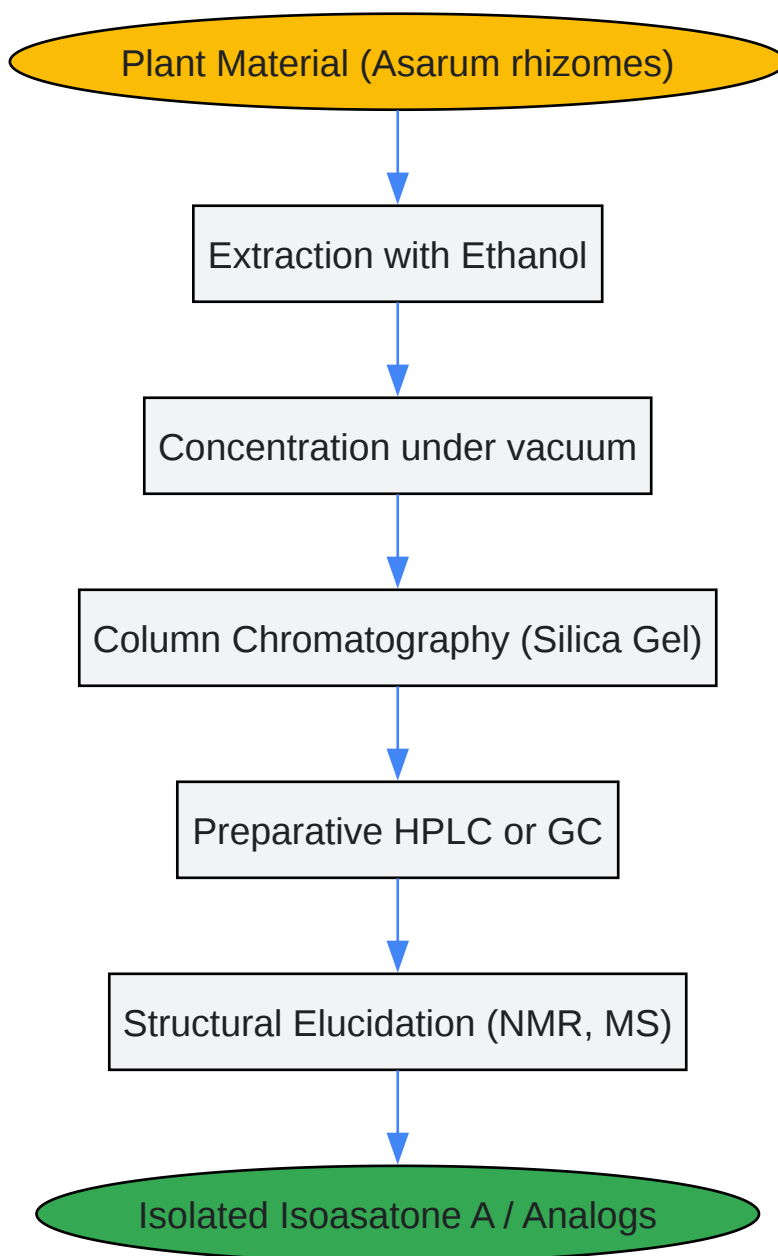 Plant Material (Asarum rhizomes)
Extraction with Ethanol
Concentration under vacuum
Column Chromatography (Silica Gel)
Preparative HPLC or GC
Structural Elucidation (NMR, MS)
Isolated Isoasatone A / Analogs